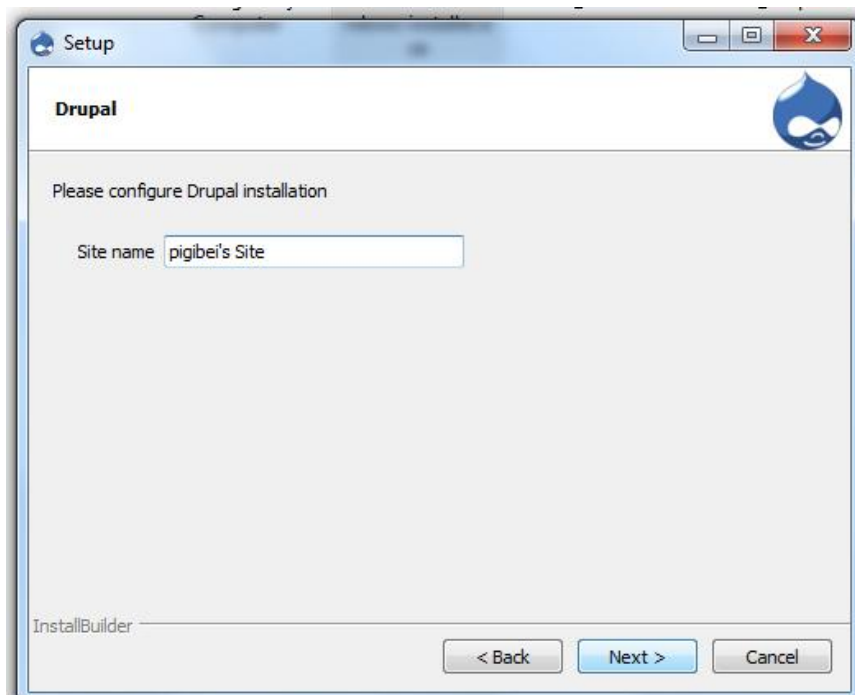 Setup
Drupal
Please configure Drupal installation
Site name pigibei's Site
InstallBuilder
< Back Next > Cancel